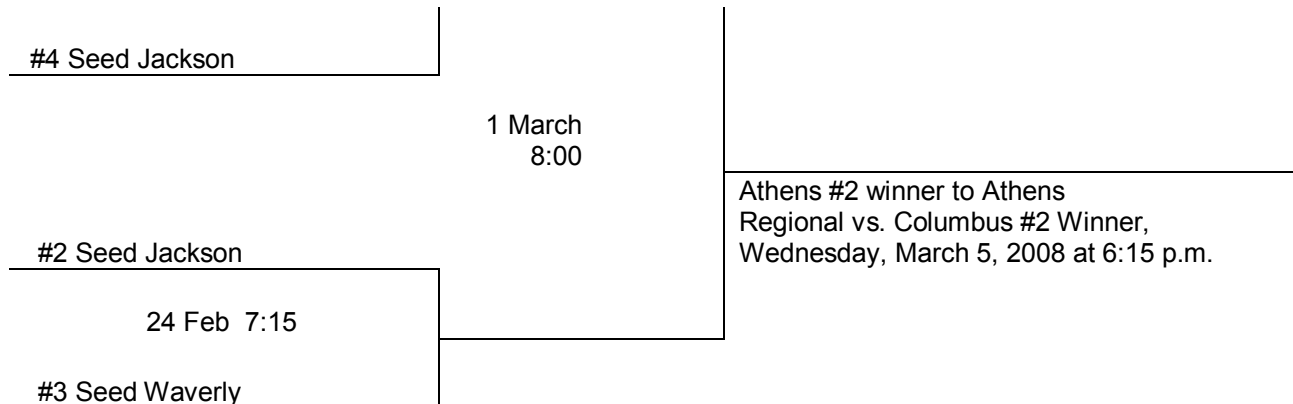 #4 Seed Jackson
1 March
8:00
Athens #2 winner to Athens
Regional vs. Columbus #2 Winner,
Wednesday, March 5, 2008 at 6:15 p.m.
#2 Seed Jackson
24 Feb 7:15
#3 Seed Waverly